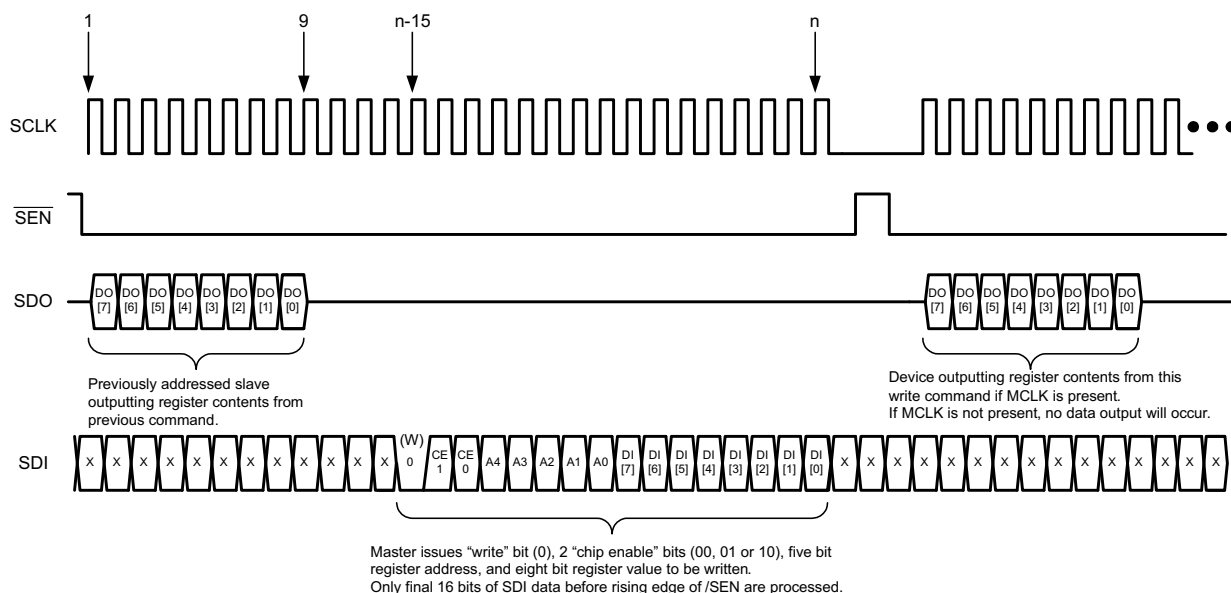 1 9 n-15 n
SCLK
SEN
SDO
DO [7] DO [6] DO [5] DO [4] DO [3] DO [2] DO [1] DO [0]
DO [7] DO [6] DO [5] DO [4] DO [3] DO [2] DO [1] DO [0]
Previously addressed slave
outputting register contents from
previous command.
Device outputting register contents from this
write command if MCLK is present.
If MCLK is not present, no data output will occur.
SDI
X X X X X X X X X X X X (W) 0 CE 1 CE 0 A4 A3 A2 A1 A0 DI [7] DI [6] DI [5] DI [4] DI [3] DI [2] DI [1] DI [0] X X X X X X X X X X X X X X X
Master issues “write” bit (0), 2 “chip enable” bits (00, 01 or 10), five bit
register address, and eight bit register value to be written.
Only final 16 bits of SDI data before rising edge of /SEN are processed.